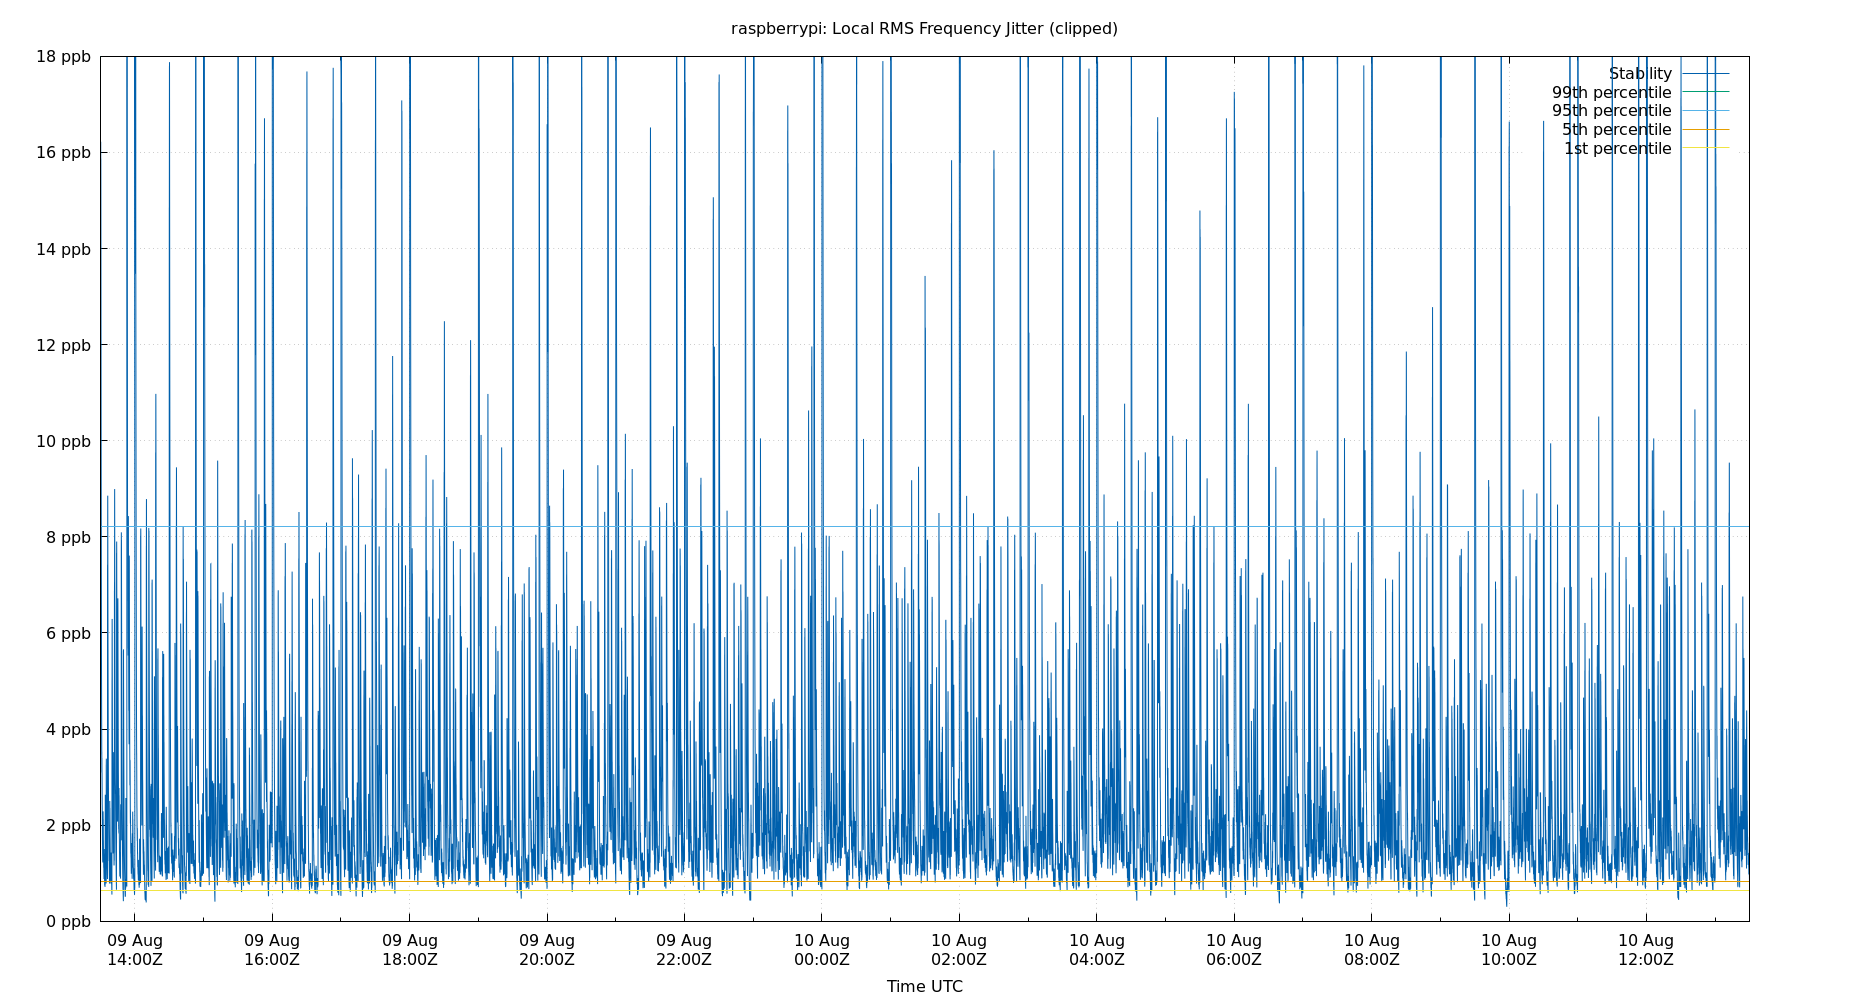 raspberrypi: Local RMS Frequency Jitter (clipped)
18 ppb
16 ppb
14 ppb
12 ppb
10 ppb
8 ppb
6 ppb
4 ppb
2 ppb
0 ppb
Stability
99th percentile
95th percentile
5th percentile
1st percentile
09 Aug 09 Aug 09 Aug 09 Aug 09 Aug 10 Aug 10 Aug 10 Aug 10 Aug 10 Aug 10 Aug 10 Aug
14:00Z 16:00Z 18:00Z 20:00Z 22:00Z 00:00Z 02:00Z 04:00Z 06:00Z 08:00Z 10:00Z 12:00Z
Time UTC